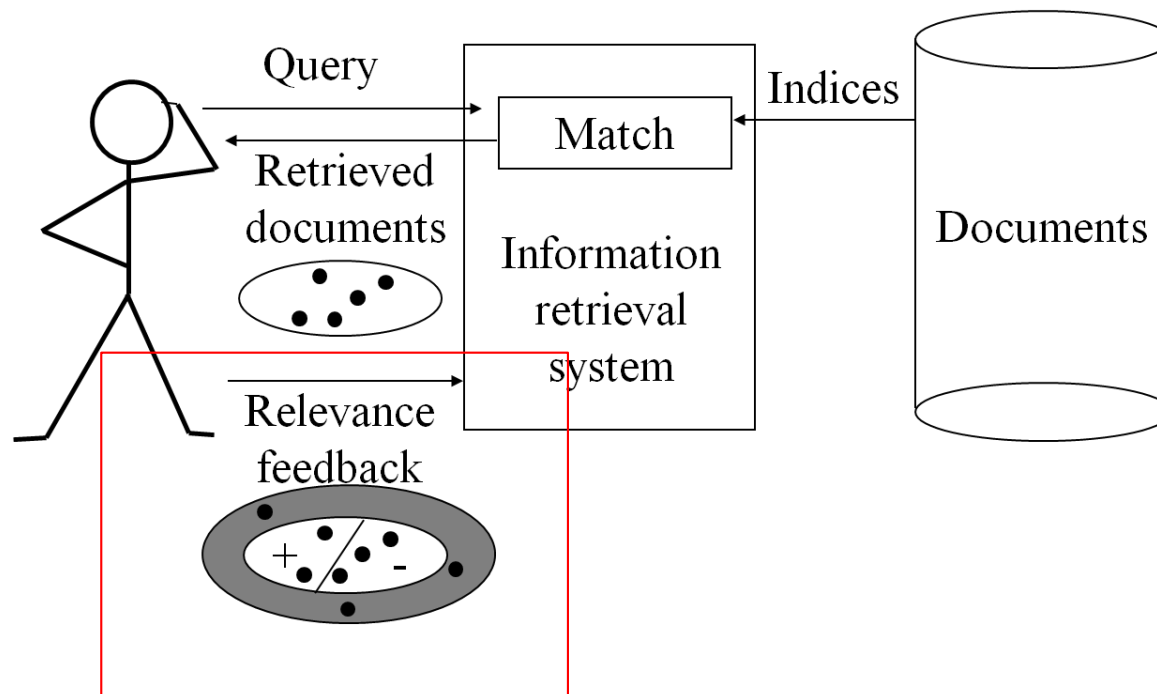 Query
Indices
Match
Retrieved
documents
Documents
Information
retrieval
system
Relevance
feedback
+
-